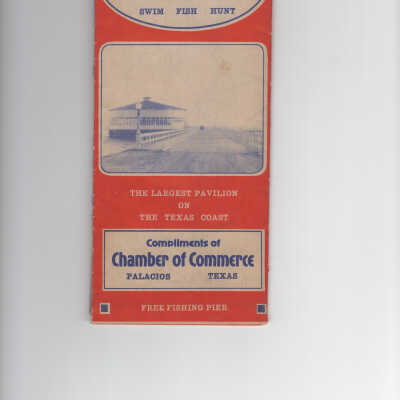 SWIM FISH HUNT
THE LARGEST PAVILION
ON
THE TEXAS COAST
Compliments of
Chamber of Commerce
PALACIOS TEXAS
FREE FISHING PIER